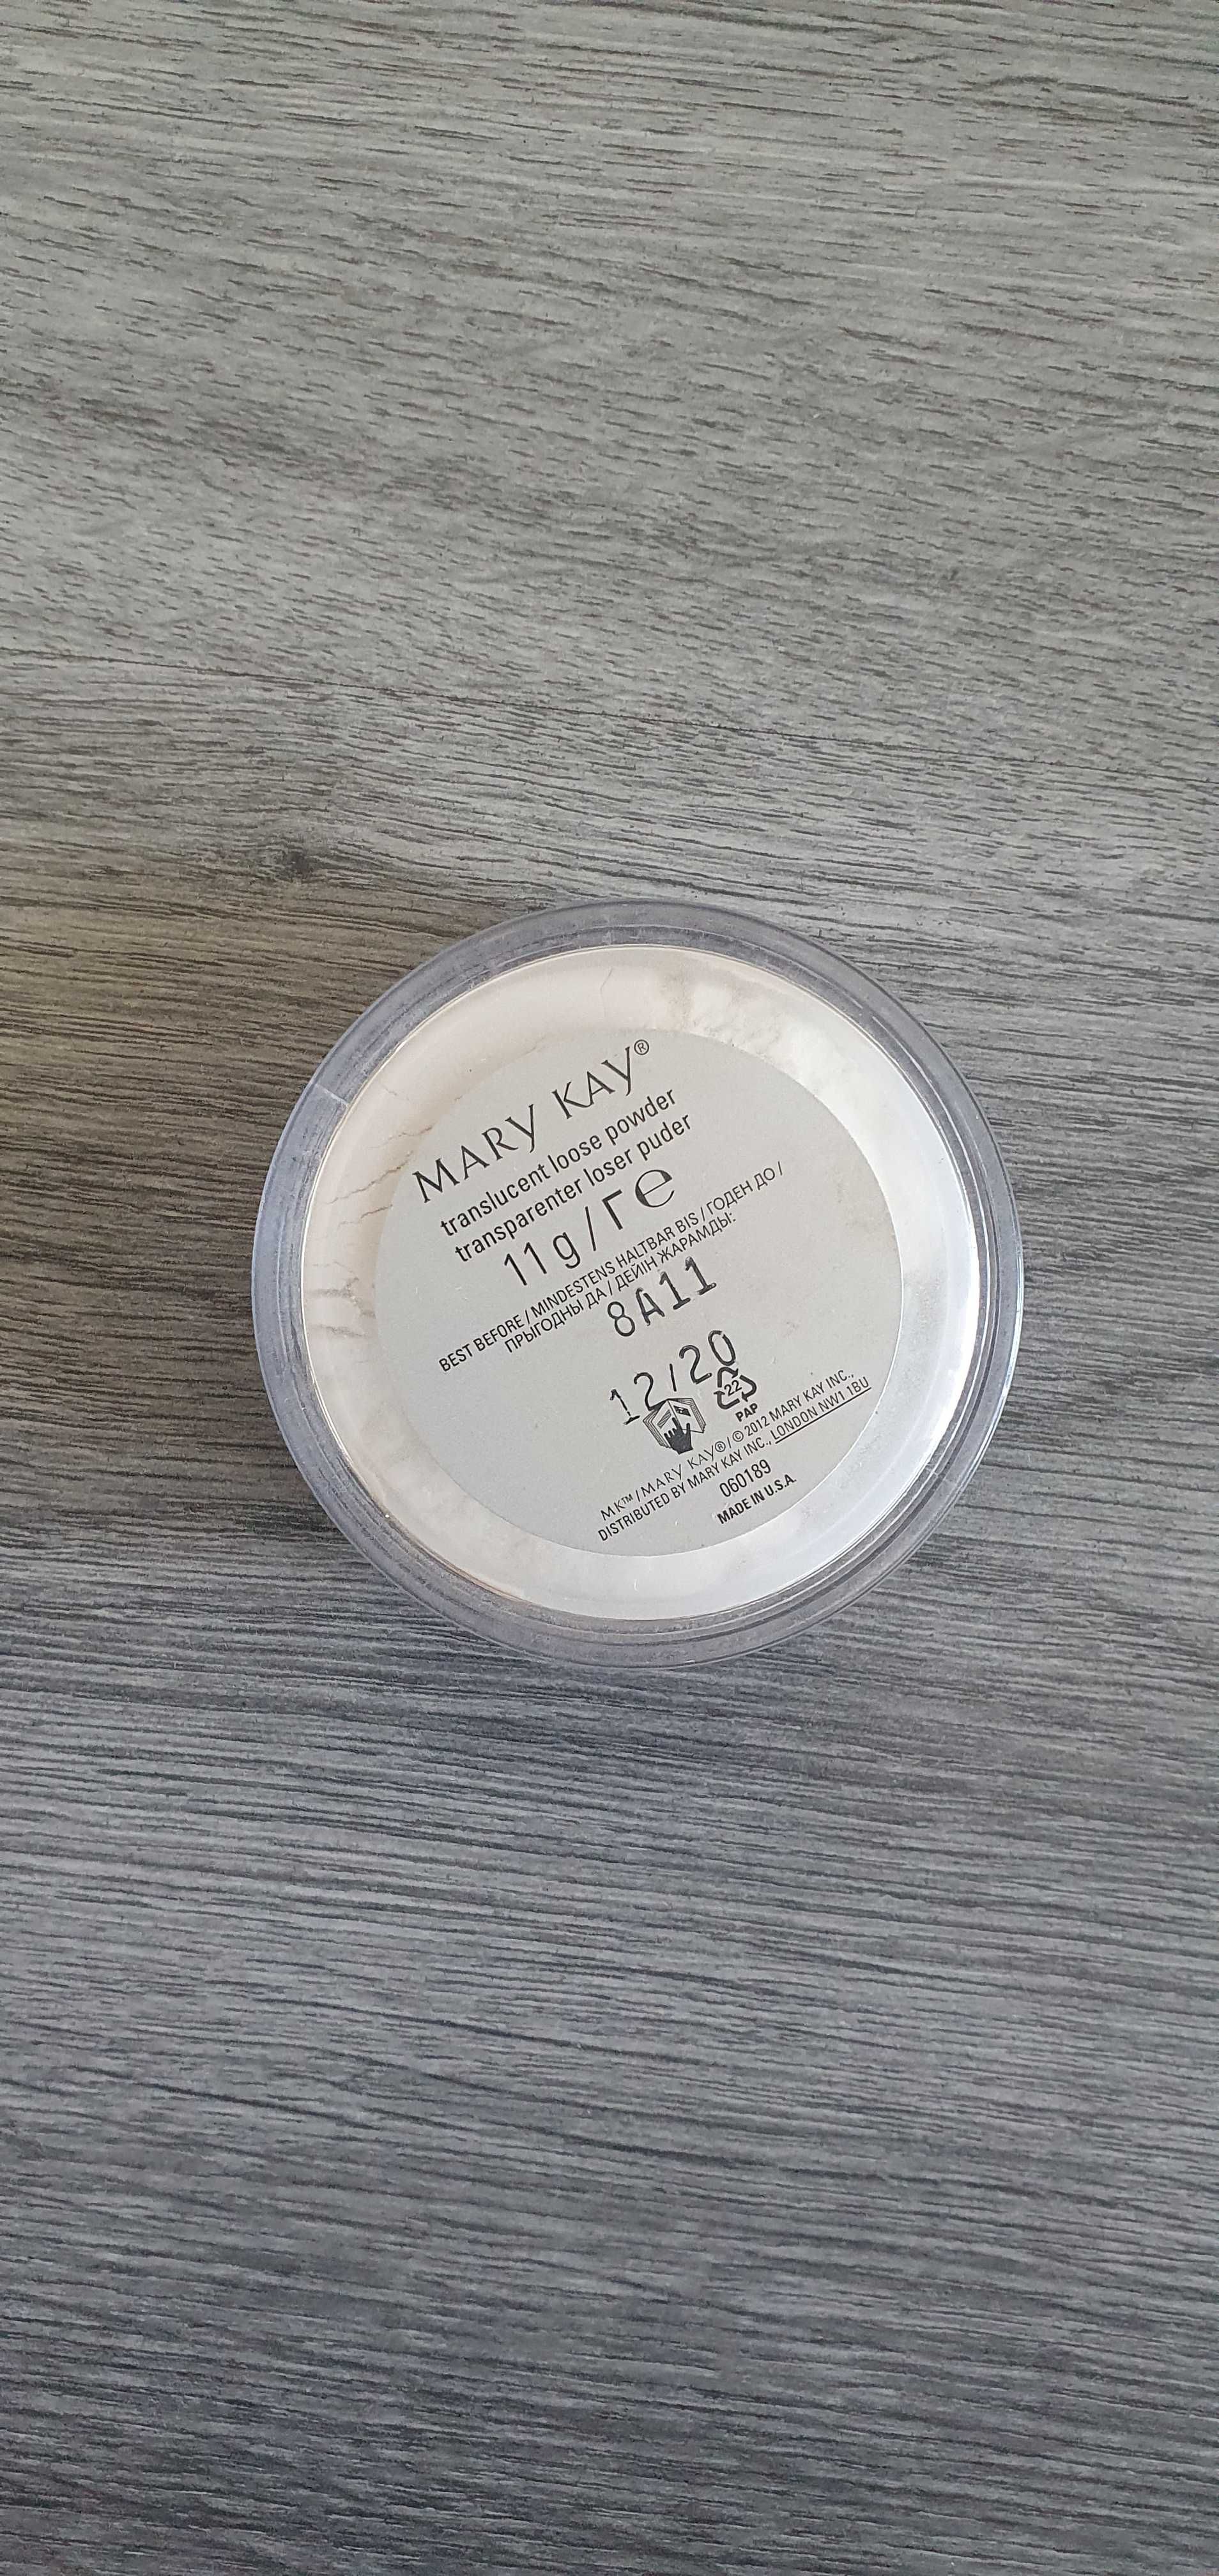 MARY KAY®
translucent loose powder
transparenter loser puder
11 g / Г e
BEST BEFORE / MINDESTENS HALTBAR BIS / ГОДЕН ДО /
ПРЫГОДНЫ ДА / ДЕЙІН ЖАРАМДЫ:
8A11
12/20
22
PAP
MK™/MARY KAY®/© 2012 MARY KAY INC.,
DISTRIBUTED BY MARY KAY INC., LONDON NW1 1BU
060189
MADE IN U.S.A.